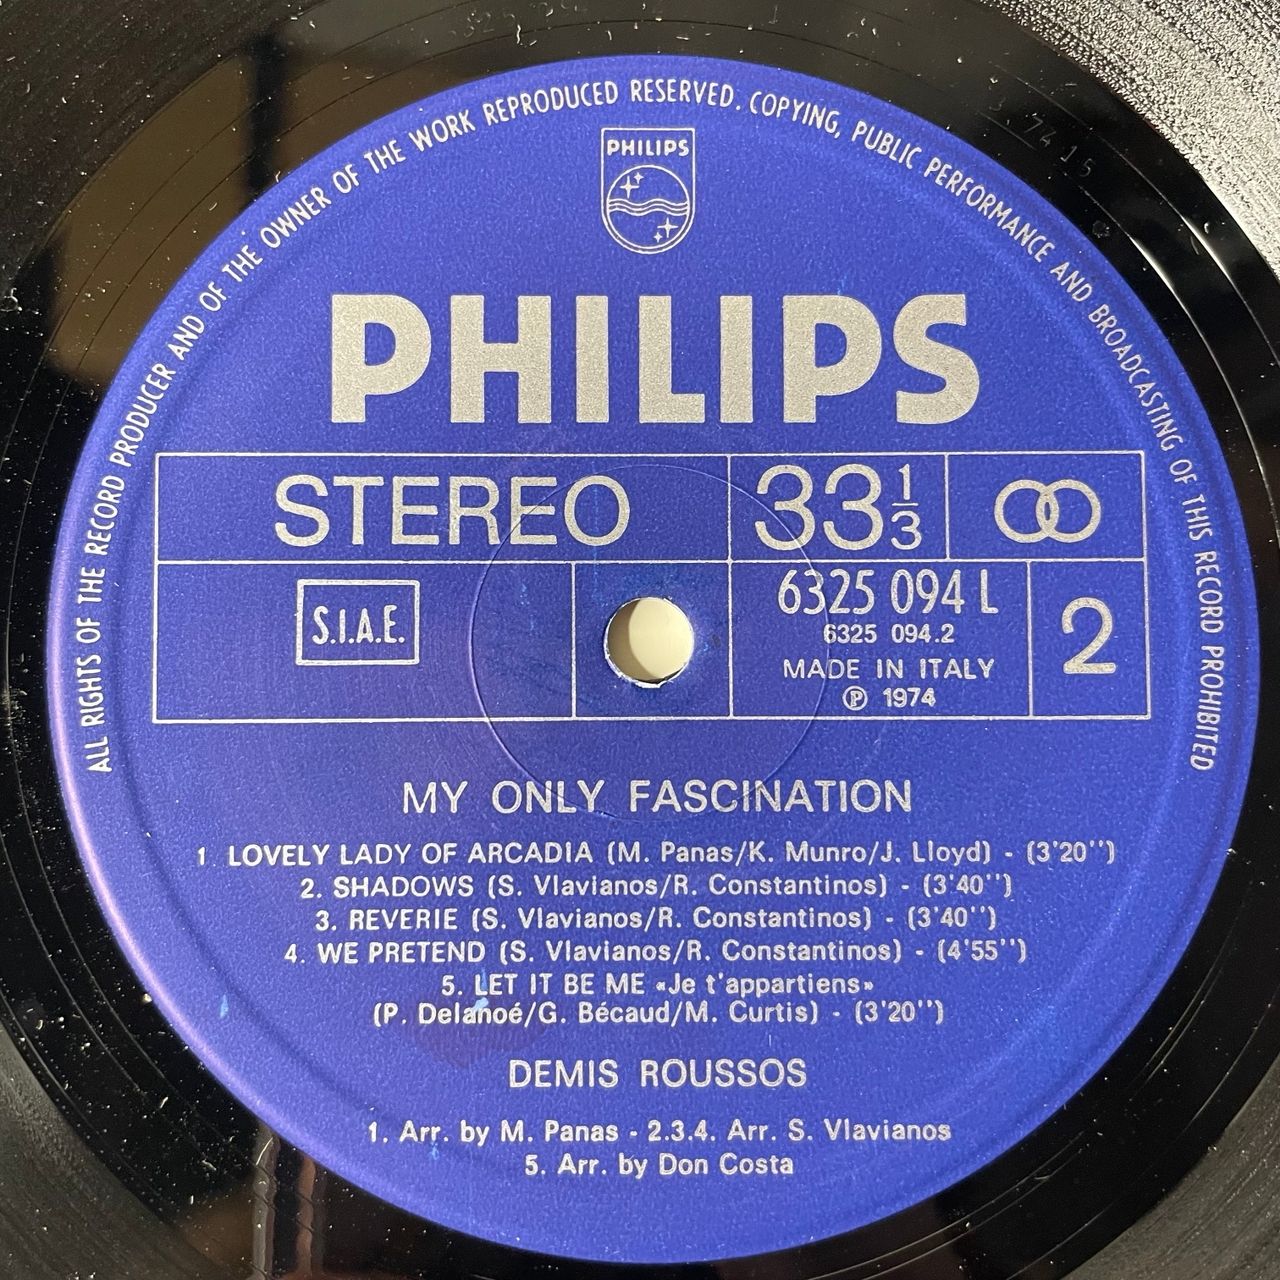 ALL RIGHTS OF THE RECORD PRODUCER AND OF THE OWNER OF THE WORK REPRODUCED RESERVED. COPYING, PUBLIC PERFORMANCE AND BROADCASTING OF THIS RECORD PROHIBITED
PHILIPS
PHILIPS
STEREO 33 1/3
S.I.A.E. 6325 094 L 2
6325 094.2
MADE IN ITALY
℗ 1974
MY ONLY FASCINATION
1. LOVELY LADY OF ARCADIA (M. Panas/K. Munro/J. Lloyd) - (3'20'')
2. SHADOWS (S. Vlavianos/R. Constantinos) - (3'40'')
3. REVERIE (S. Vlavianos/R. Constantinos) - (3'40'')
4. WE PRETEND (S. Vlavianos/R. Constantinos) - (4'55'')
5. LET IT BE ME «Je t'appartiens»
(P. Delanoé/G. Bécaud/M. Curtis) - (3'20'')
DEMIS ROUSSOS
1. Arr. by M. Panas - 2.3.4. Arr. S. Vlavianos
5. Arr. by Don Costa